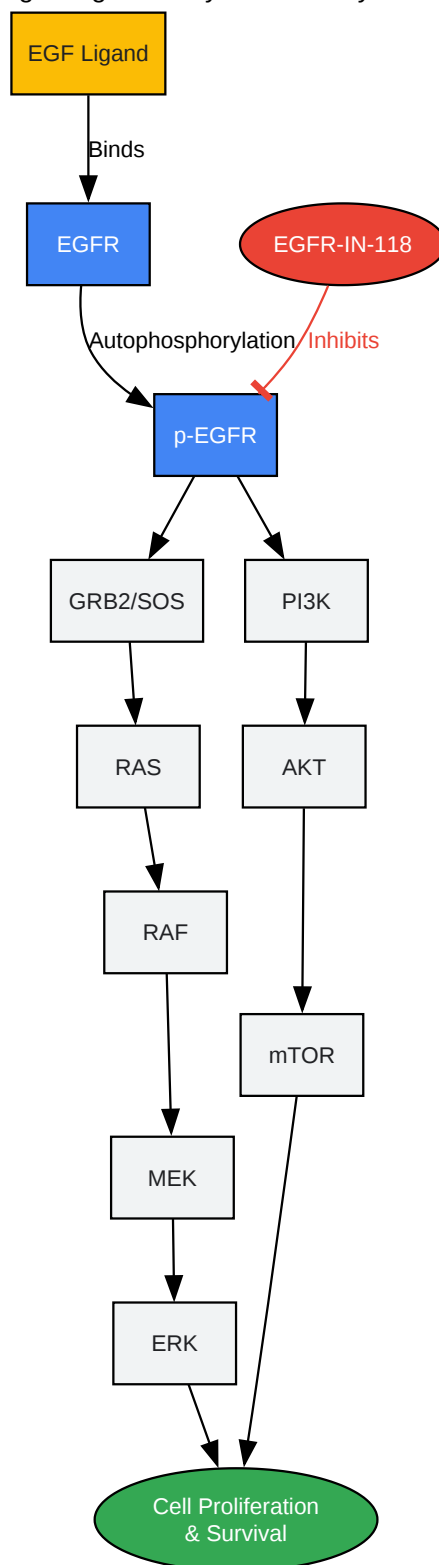 EGF Ligand
Binds
EGFR
EGFR-IN-118
Autophosphorylation
Inhibits
p-EGFR
GRB2/SOS
PI3K
RAS
AKT
RAF
mTOR
MEK
ERK
Cell Proliferation
& Survival